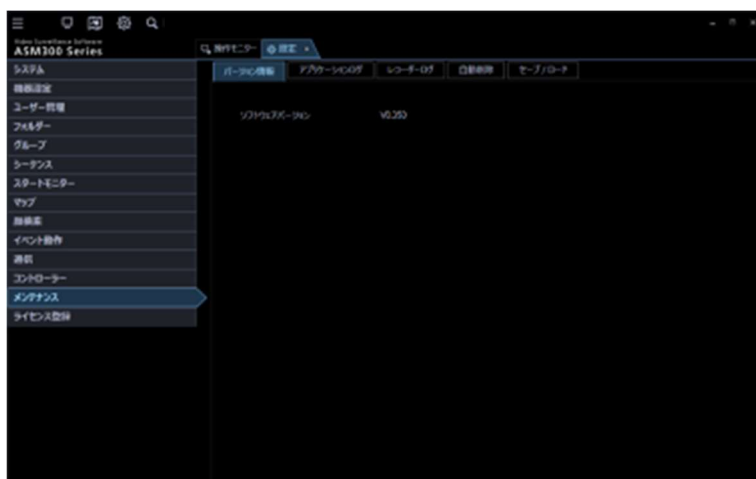 Video Surveillance Software
ASM300 Series
操作モニター
設定 ×
システム
機器設定
ユーザー管理
フォルダー
グループ
シーケンス
スタートモニター
マップ
顔検索
イベント動作
通信
コントローラー
メンテナンス
ライセンス登録
バージョン情報
アプリケーションログ
レコーダーログ
自動削除
セーブ/ロード
ソフトウェアバージョン